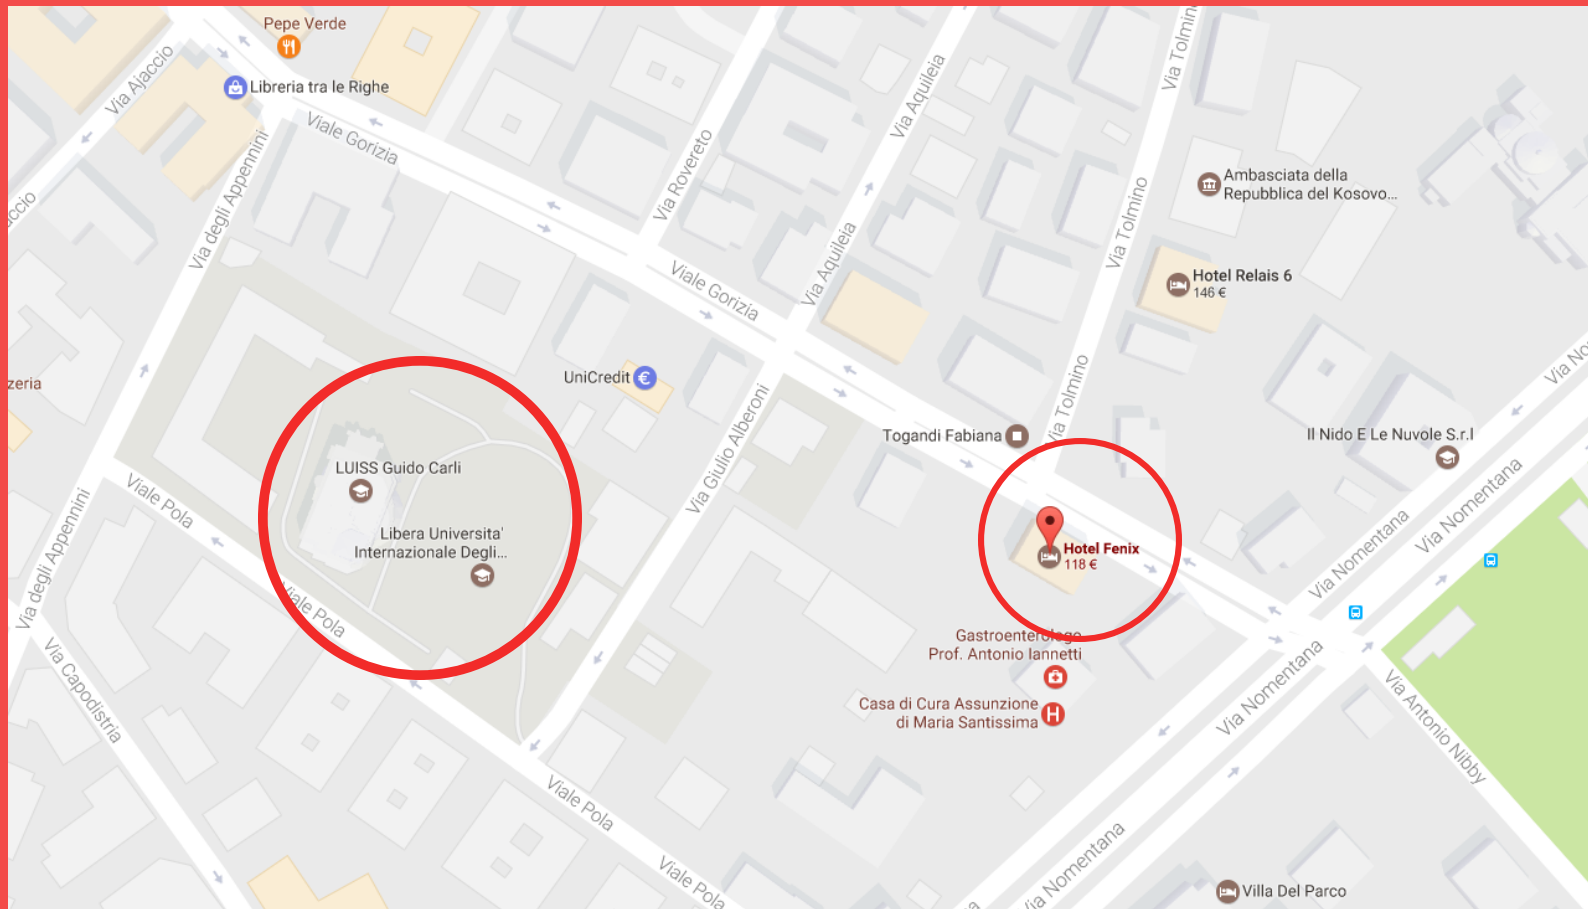 Pepe Verde
Via Ajaccio
Libreria tra le Righe
Viale Gorizia
Via degli Appennini
Via Rovereto
Via Aquileia
Via Tolmino
Ambasciata della
Repubblica del Kosovo...
accio
Via Aquileia
Via Tolmino
Viale Gorizia
Hotel Relais 6
146 €
zeria
UniCredit
Via Giulio Alberoni
Via Tolmino
Via No
Togandi Fabiana
Il Nido E Le Nuvole S.r.l
LUISS Guido Carli
Viale Pola
Libera Universita'
Internazionale Degli...
Via degli Appennini
Viale Pola
Hotel Fenix
118 €
Via Nomentana
Via Nomentana
Gastroenterologo
Prof. Antonio Iannetti
Casa di Cura Assunzione
di Maria Santissima
Via Capodistria
Via Nomentana
Via Antonio Nibby
Viale Pola
Viale Pola
Via Nomentana
Villa Del Parco